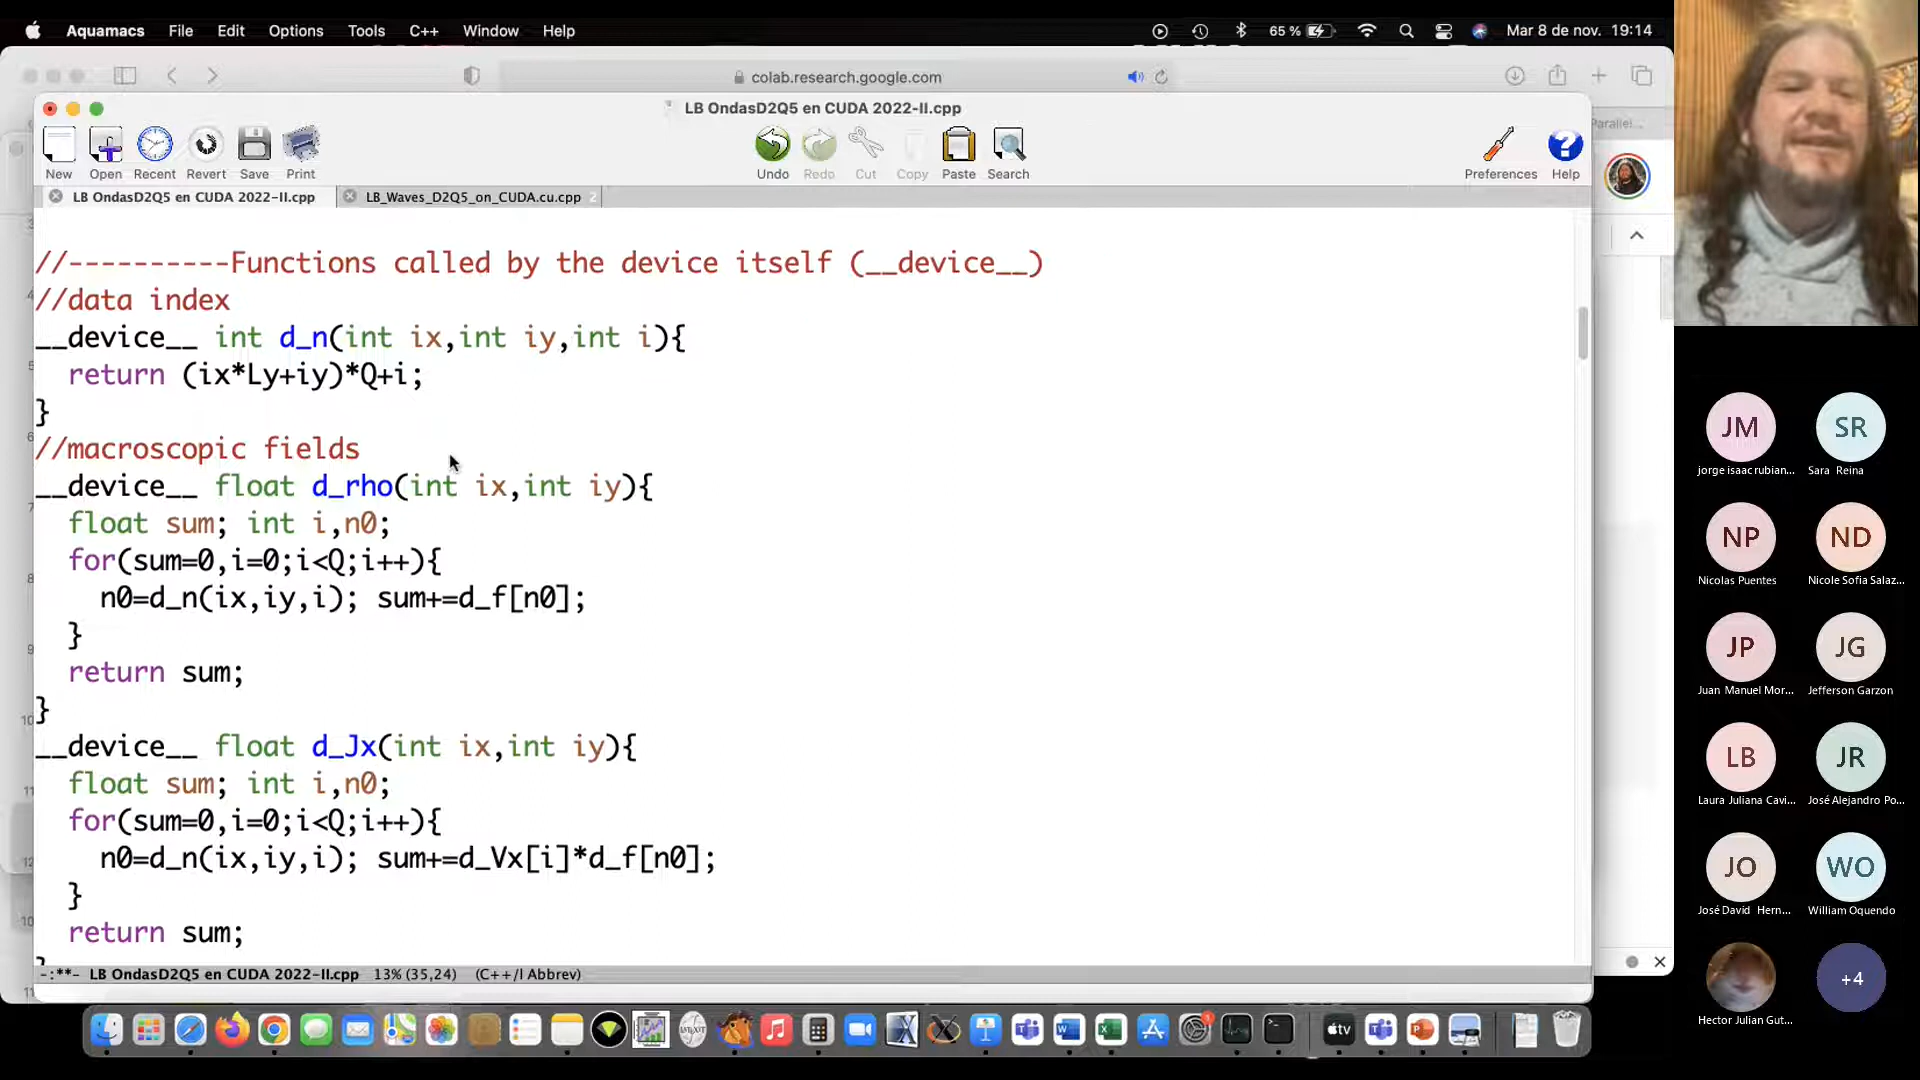 Aquamacs File Edit Options Tools C++ Window Help 65 % Mar 8 de nov. 19:14
colab.research.google.com
LB OndasD2Q5 en CUDA 2022-II.cpp
New Open Recent Revert Save Print Undo Redo Cut Copy Paste Search Preferences Help
LB OndasD2Q5 en CUDA 2022-II.cpp LB_Waves_D2Q5_on_CUDA.cu.cpp 2
//----------Functions called by the device itself (__device__)
//data index
__device__ int d_n(int ix,int iy,int i){
return (ix*Ly+iy)*Q+i;
}
//macroscopic fields
__device__ float d_rho(int ix,int iy){
float sum; int i,n0;
for(sum=0,i=0;i<Q;i++){
n0=d_n(ix,iy,i); sum+=d_f[n0];
}
return sum;
}
__device__ float d_Jx(int ix,int iy){
float sum; int i,n0;
for(sum=0,i=0;i<Q;i++){
n0=d_n(ix,iy,i); sum+=d_Vx[i]*d_f[n0];
}
return sum;
}
-:**- LB OndasD2Q5 en CUDA 2022-II.cpp 13% (35,24) (C++/l Abbrev)
JM SR
jorge isaac rubian... Sara Reina
NP ND
Nicolas Puentes Nicole Sofia Salaz...
JP JG
Juan Manuel Mor... Jefferson Garzon
LB JR
Laura Juliana Cavi... José Alejandro Po...
JO WO
José David Hern... William Oquendo
+4
Hector Julian Gut...